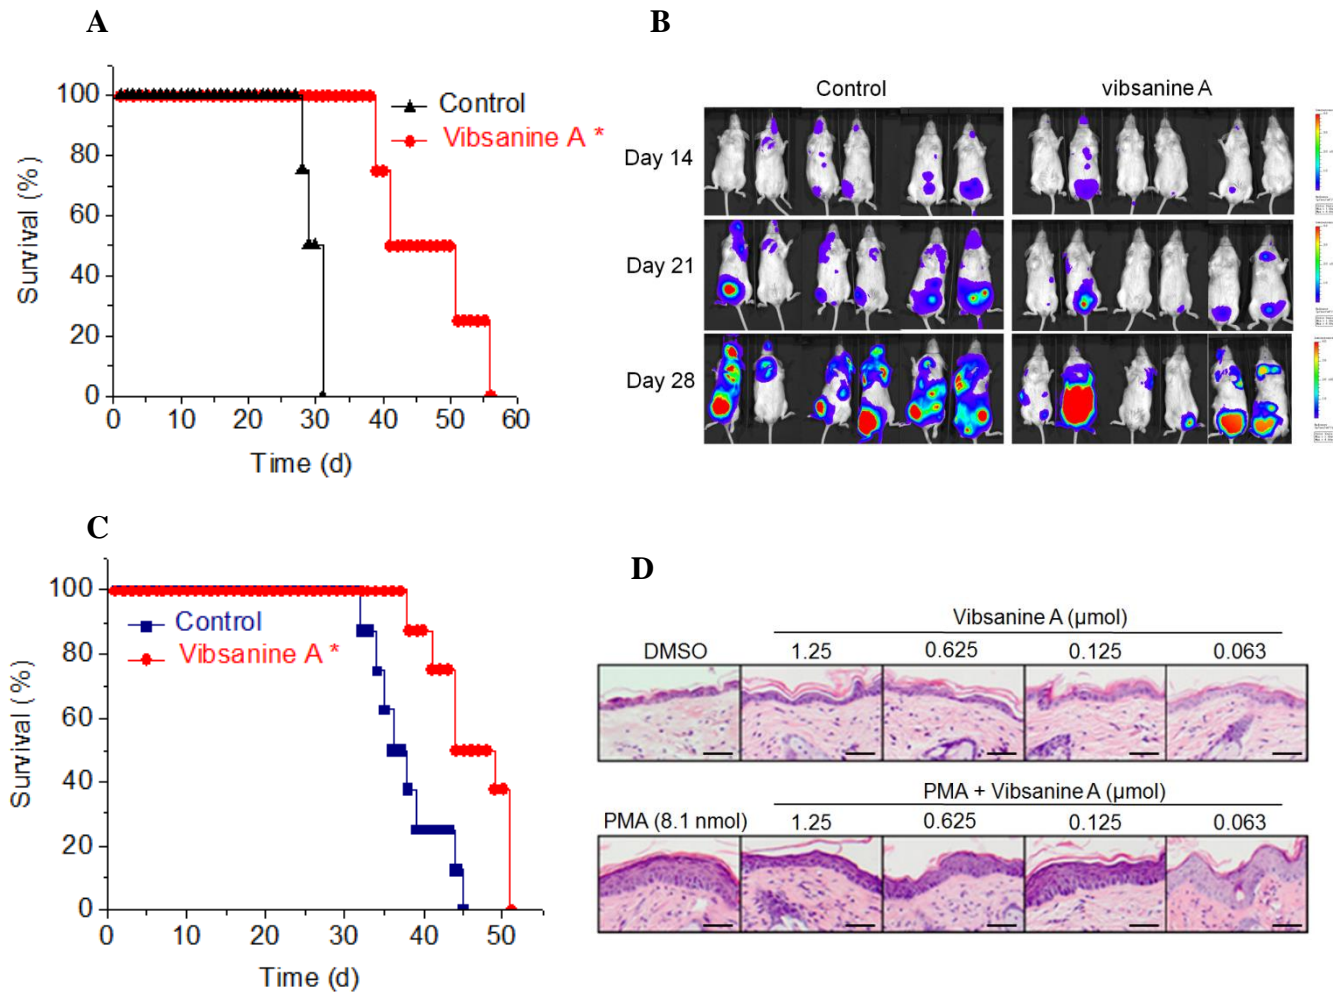 A
B
Control
Vibsanine A *
100
80
60
40
20
0
Survival (%)
0 10 20 30 40 50 60
Time (d)
Control vibsanine A
Day 14
Day 21
Day 28
C
D
Control
Vibsanine A *
100
80
60
40
20
0
Survival (%)
0 10 20 30 40 50
Time (d)
Vibsanine A (μmol)
DMSO 1.25 0.625 0.125 0.063
PMA + Vibsanine A (μmol)
PMA (8.1 nmol) 1.25 0.625 0.125 0.063